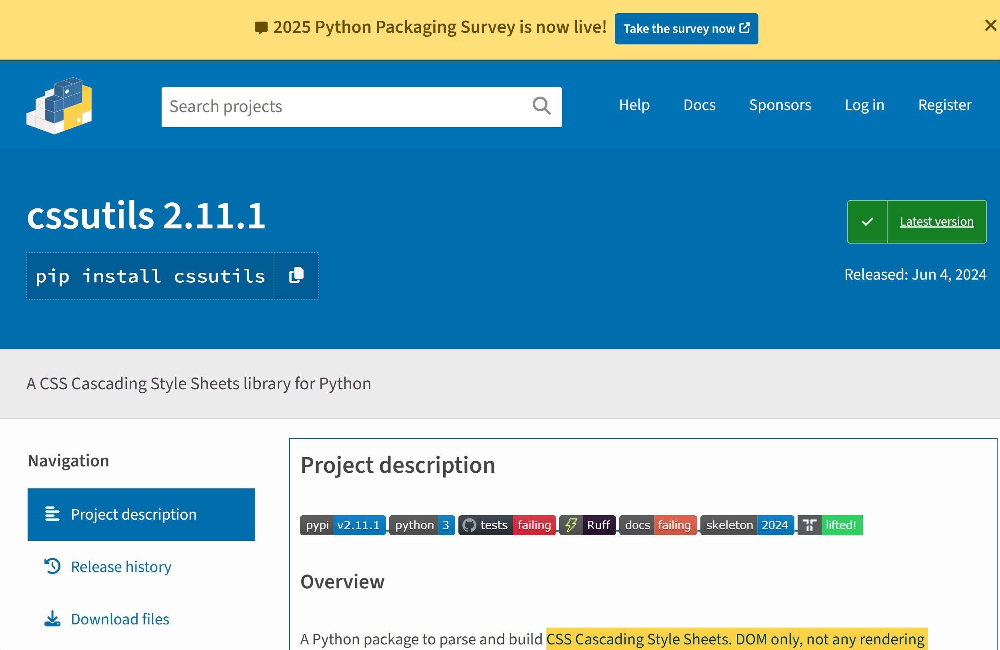 2025 Python Packaging Survey is now live! Take the survey now
Search projects
Help Docs Sponsors Log in Register
cssutils 2.11.1
Latest version
pip install cssutils
Released: Jun 4, 2024
A CSS Cascading Style Sheets library for Python
Navigation
Project description
Release history
Download files
Project description
pypi v2.11.1 python 3 tests failing Ruff docs failing skeleton 2024 lifted!
Overview
A Python package to parse and build CSS Cascading Style Sheets. DOM only, not any rendering